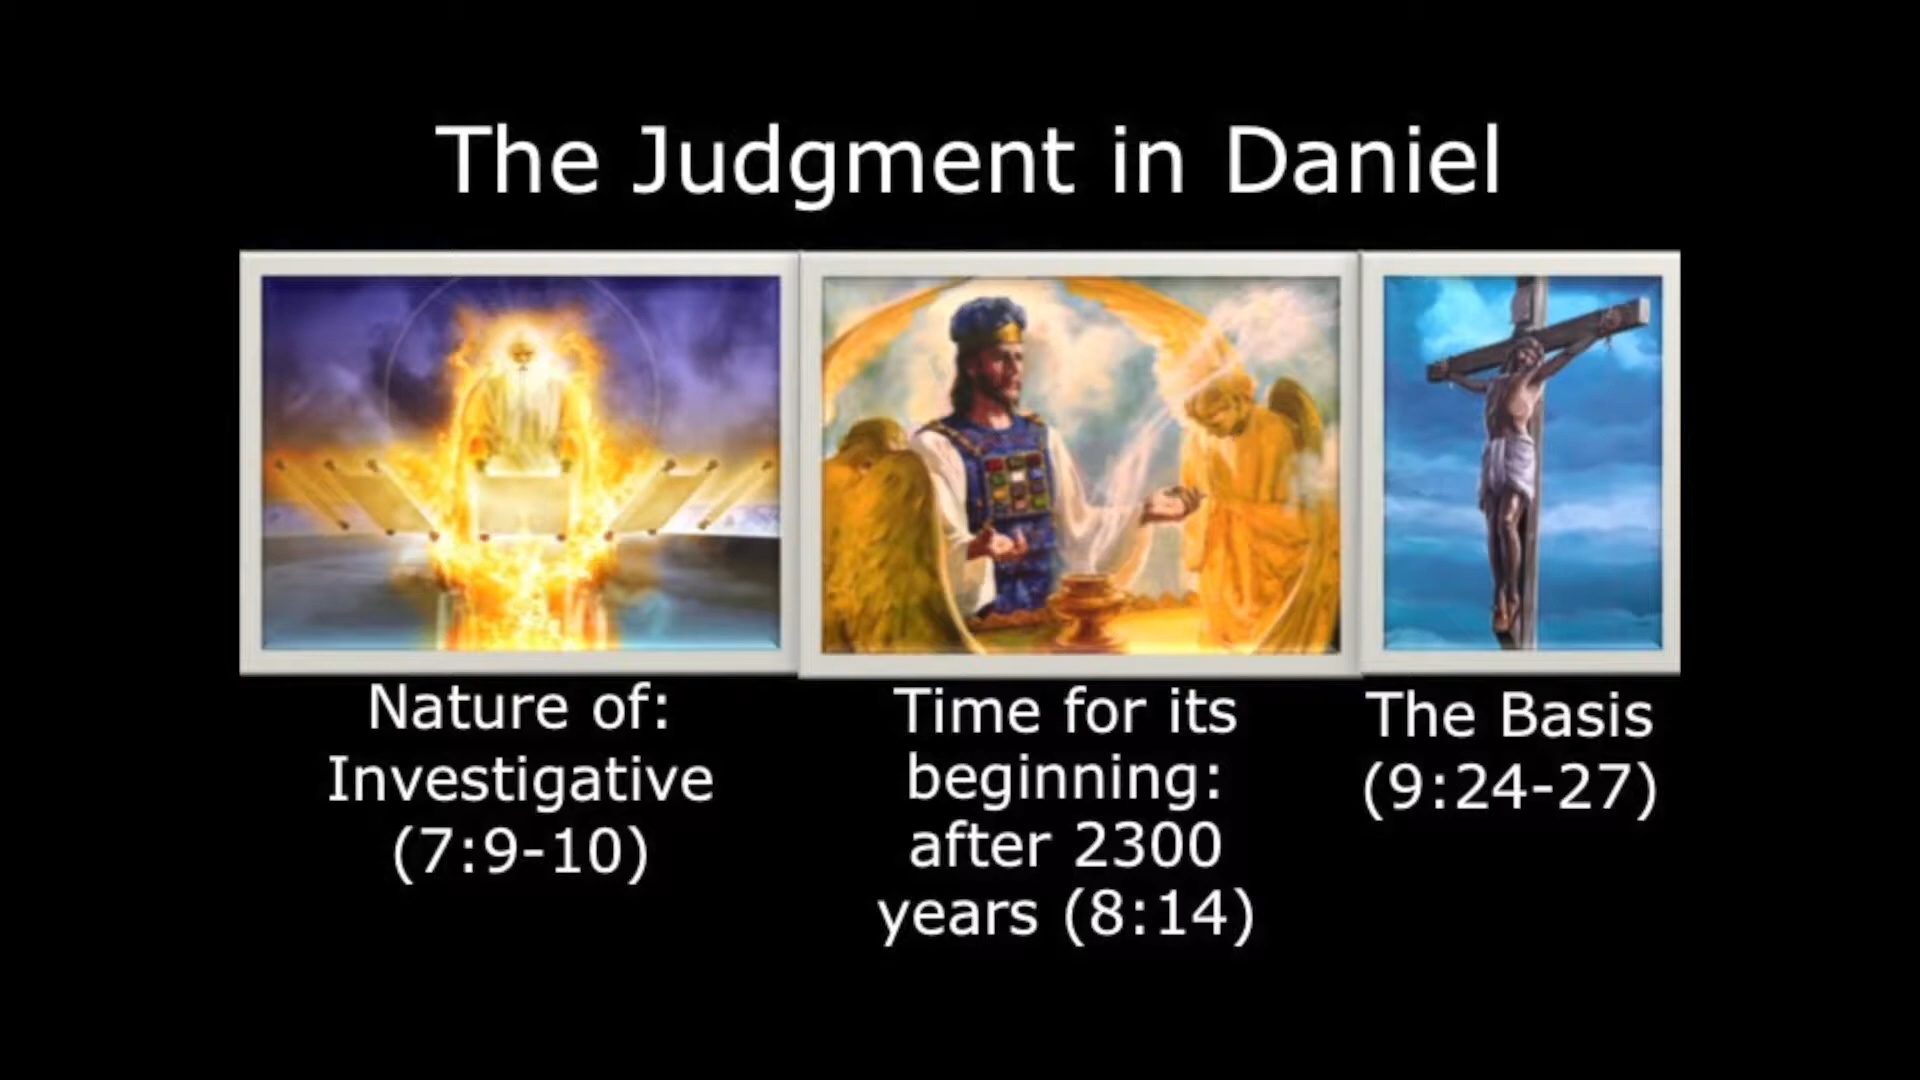 The Judgment in Daniel
Nature of:
Investigative
(7:9-10)
Time for its
beginning:
after 2300
years (8:14)
The Basis
(9:24-27)